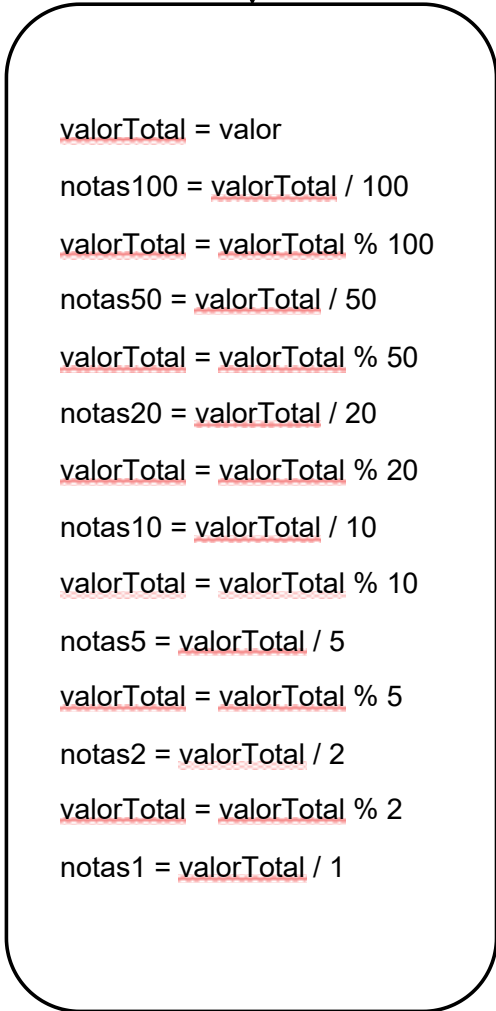 valorTotal = valor
notas100 = valorTotal / 100
valorTotal = valorTotal % 100
notas50 = valorTotal / 50
valorTotal = valorTotal % 50
notas20 = valorTotal / 20
valorTotal = valorTotal % 20
notas10 = valorTotal / 10
valorTotal = valorTotal % 10
notas5 = valorTotal / 5
valorTotal = valorTotal % 5
notas2 = valorTotal / 2
valorTotal = valorTotal % 2
notas1 = valorTotal / 1